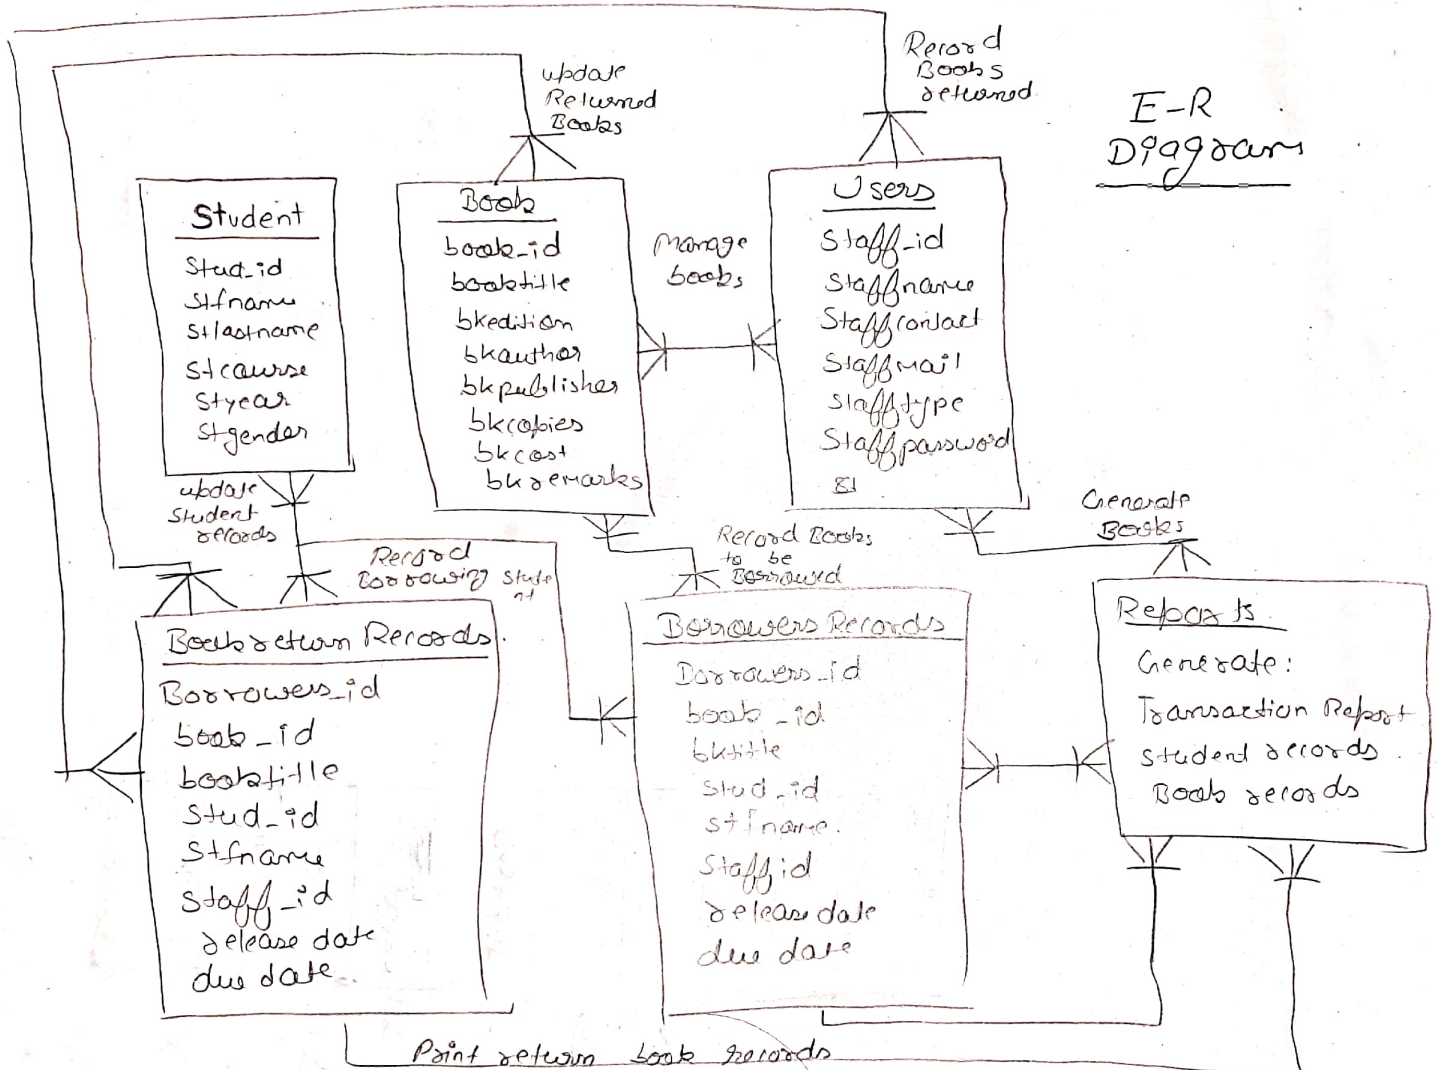 E-R
Diagram
update
Returned
Books
Record
Books
returned
Student
Stud_id
Stfname
Stlastname
Stcourse
Styear
Stgender
Book
book_id
booktitle
bkedition
bkauthor
bkpublisher
bkcopies
bkcost
bkremarks
Manage
books
Users
Staff_id
Staffname
Staffcontact
Staffmail
Stafftype
Staffpassword
update
Student
records
Record
Borrowing Stude
nt
Record Books
to be
Borrowed
Generate
Books
Book return Records.
Borrowers_id
book_id
booktitle
Stud_id
Stfname
Staff_id
release date
due date
Borrowers Records
Borrowers_id
book_id
bktitle
Stud_id
stfname.
Staff_id
release date
due date
Reports
Generate:
Transaction Report
Student records.
Book records
Print return book records